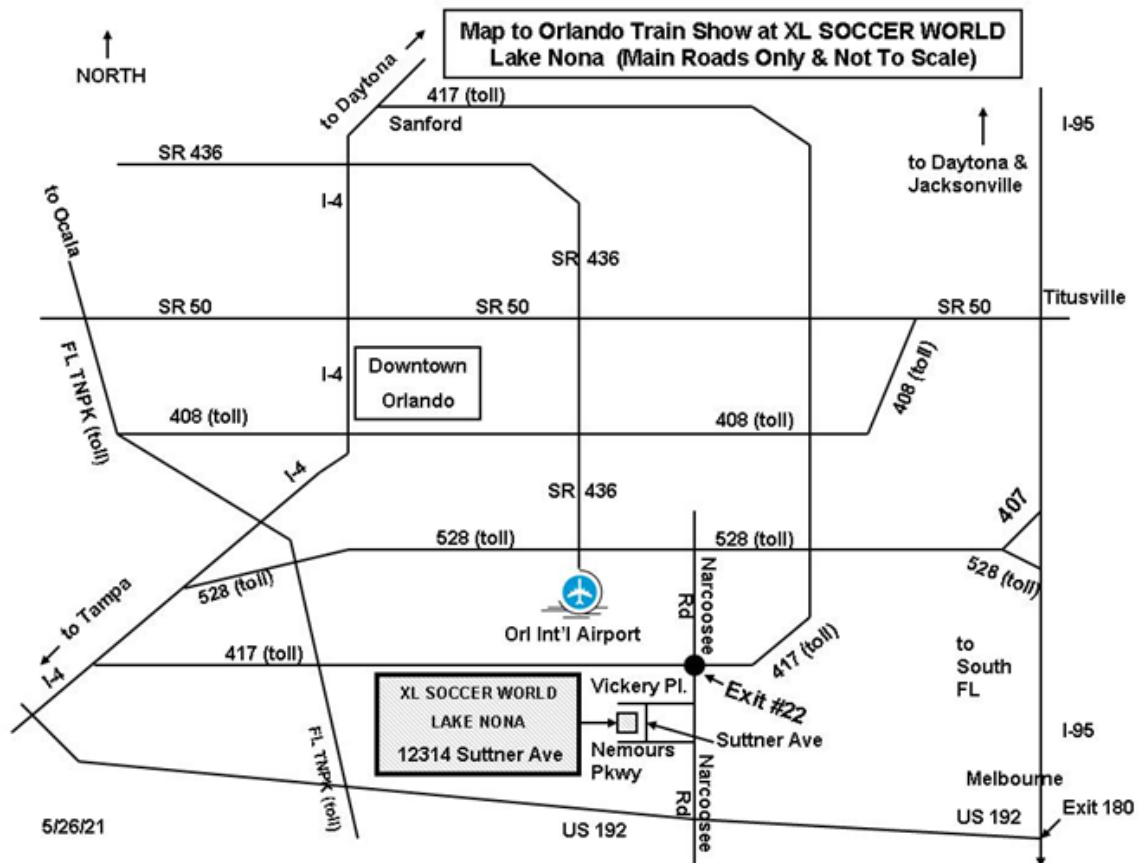 Map to Orlando Train Show at XL SOCCER WORLD
Lake Nona (Main Roads Only & Not To Scale)
NORTH
to Daytona
417 (toll)
Sanford
I-95
to Daytona &
Jacksonville
SR 436
I-4
to Ocala
SR 436
SR 50
SR 50
SR 50
Titusville
FL TNPK (toll)
I-4
Downtown
Orlando
408 (toll)
408 (toll)
408 (toll)
I-4
SR 436
407
528 (toll)
528 (toll)
528 (toll)
528 (toll)
Narcoosee
Rd
to Tampa
Orl Int'l Airport
I-4
417 (toll)
417 (toll)
to
South
FL
Exit #22
XL SOCCER WORLD
LAKE NONA
12314 Suttner Ave
Vickery Pl.
Suttner Ave
Nemours
Pkwy
FL TNPK (toll)
Narcoosee
Rd
I-95
Melbourne
US 192
Exit 180
US 192
5/26/21